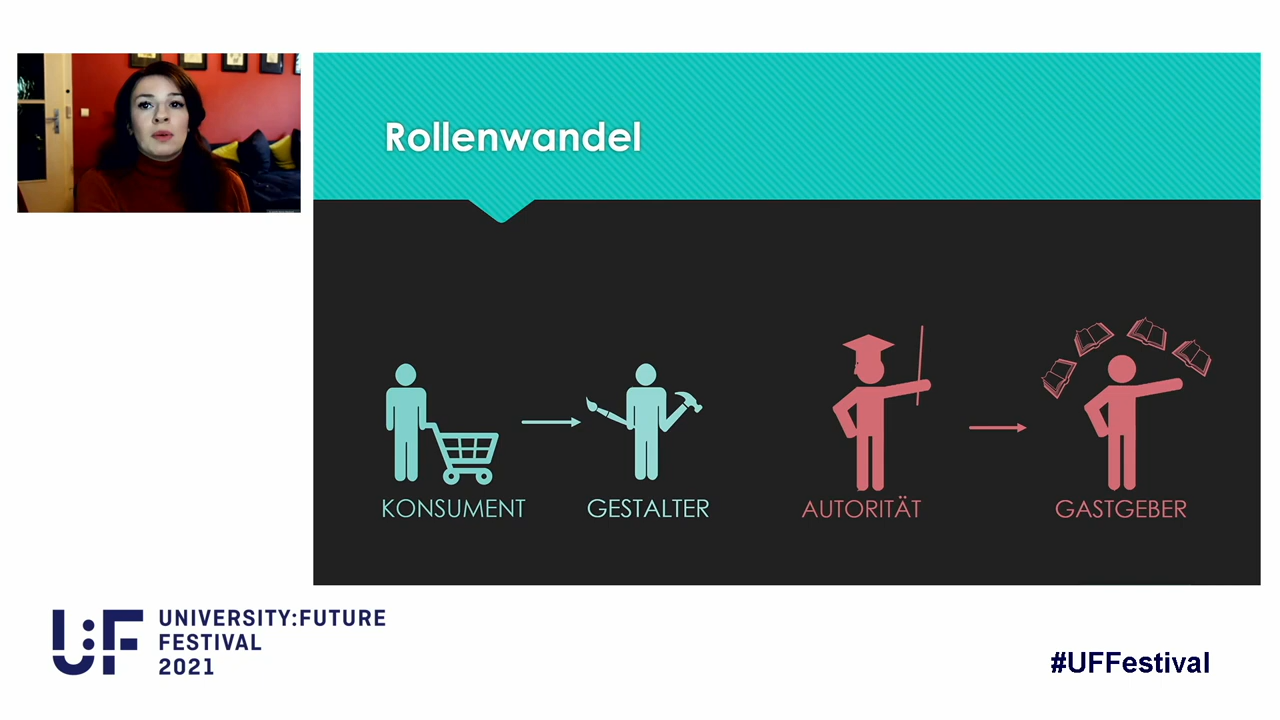 Rollenwandel
KONSUMENT
GESTALTER
AUTORITÄT
GASTGEBER
U:F
UNIVERSITY:FUTURE
FESTIVAL
2021
#UFFestival